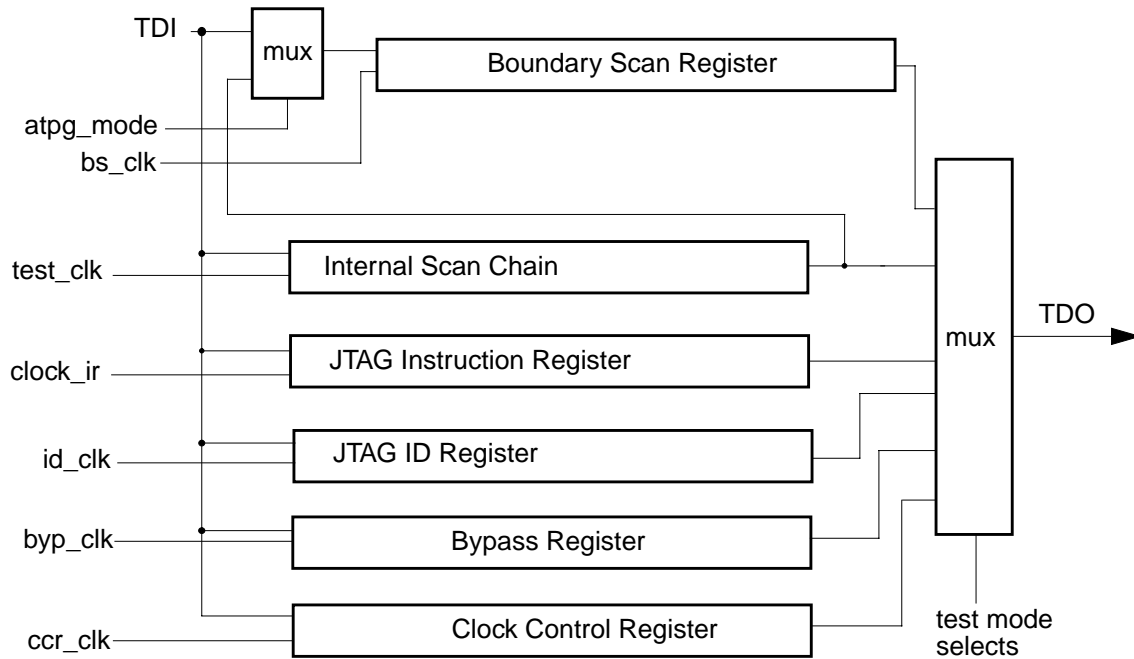 TDI
mux
Boundary Scan Register
atpg_mode
bs_clk
Internal Scan Chain
test_clk
TDO
mux
JTAG Instruction Register
clock_ir
JTAG ID Register
id_clk
byp_clk
Bypass Register
test mode
selects
Clock Control Register
ccr_clk